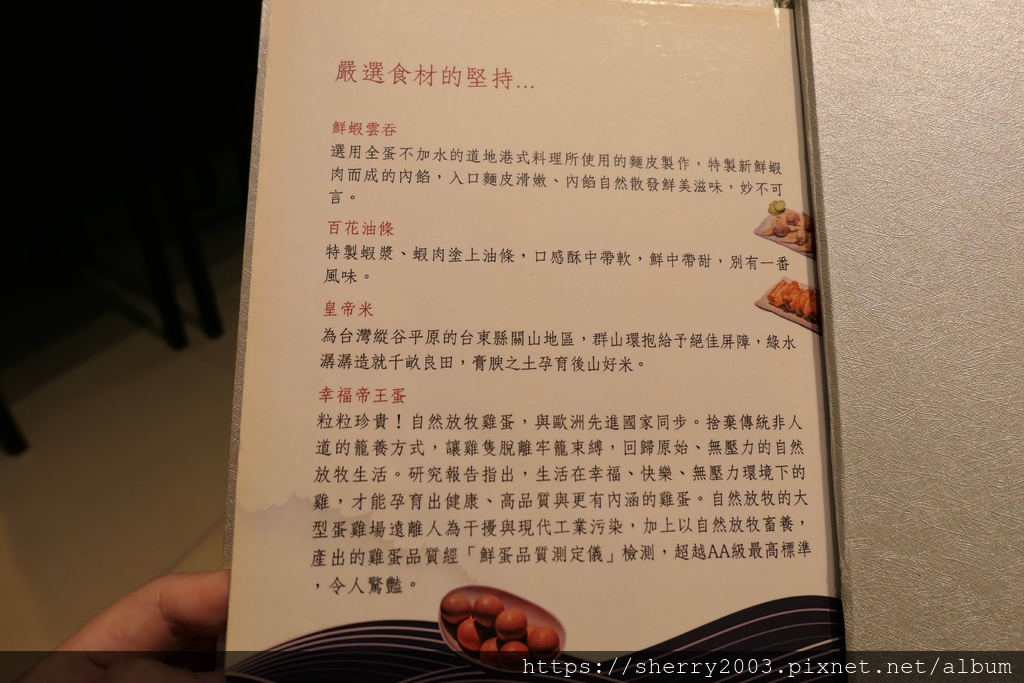 嚴選食材的堅持...
鮮蝦雲吞
選用全蛋不加水的道地港式料理所使用的麵皮製作，特製新鮮蝦
肉而成的內餡，入口麵皮滑嫩、內餡自然散發鮮美滋味，妙不可
言。
百花油條
特製蝦漿、蝦肉塗上油條，口感酥中帶軟，鮮中帶甜，別有一番
風味。
皇帝米
為台灣縱谷平原的台東縣關山地區，群山環抱給予絕佳屏障，綠水
潺潺造就千畝良田，膏腴之土孕育後山好米。
幸福帝王蛋
粒粒珍貴！自然放牧雞蛋，與歐洲先進國家同步。捨棄傳統非人
道的籠養方式，讓雞隻脫離牢籠束縛，回歸原始、無壓力的自然
放牧生活。研究報告指出，生活在幸福、快樂、無壓力環境下的
雞，才能孕育出健康、高品質與更有內涵的雞蛋。自然放牧的大
型蛋雞場遠離人為干擾與現代工業污染，加上以自然放牧畜養，
產出的雞蛋品質經「鮮蛋品質測定儀」檢測，超越AA級最高標準
，令人驚豔。
https://sherry2003.pixnet.net/album